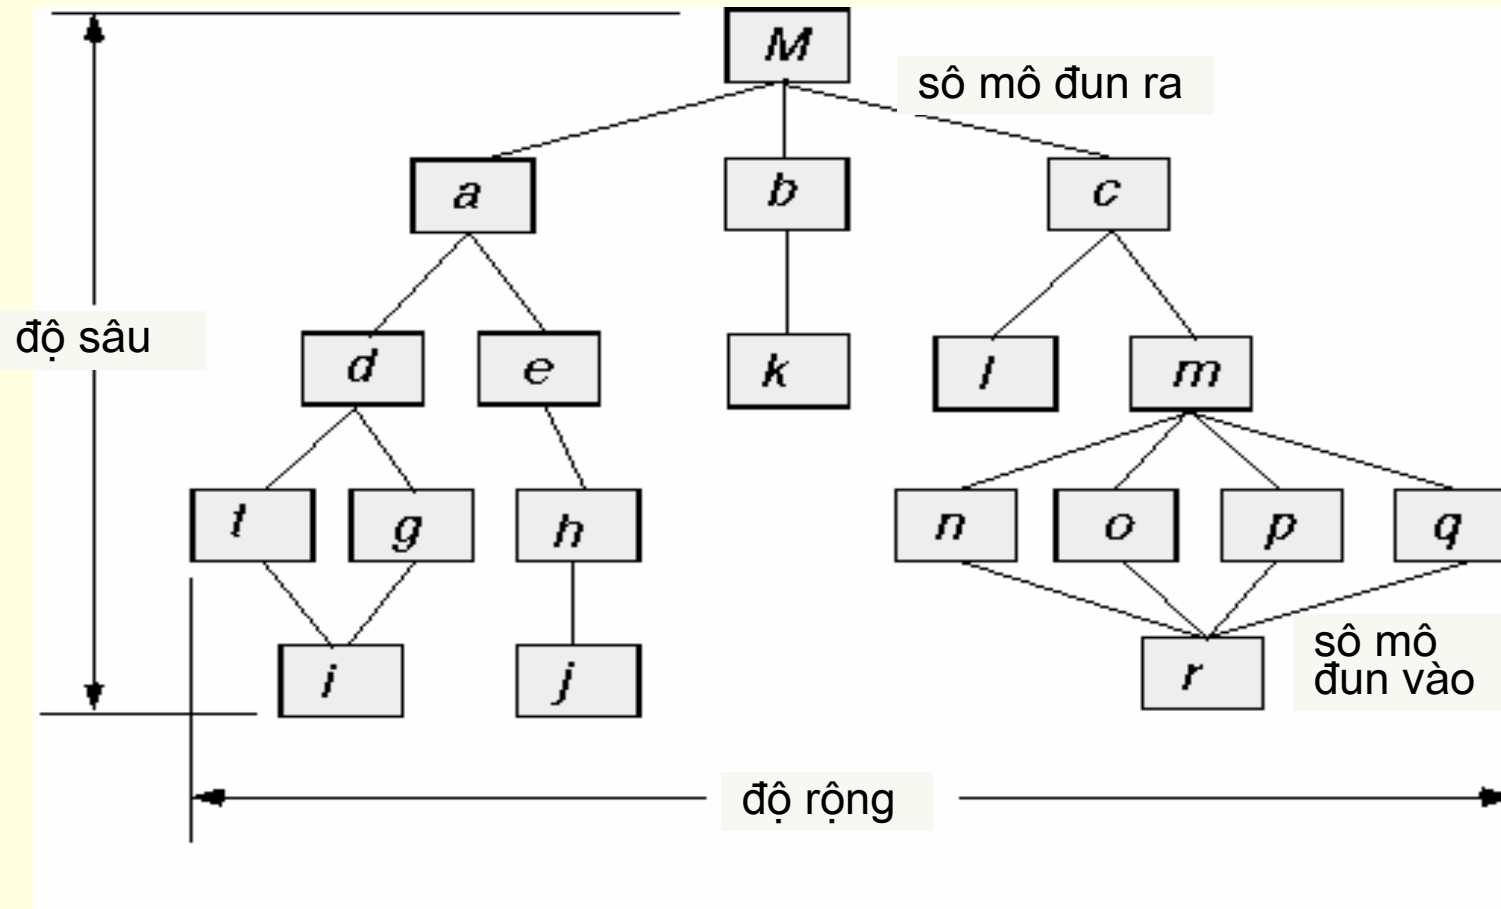 M
sô mô đun ra
a
b
c
độ sâu
d
e
k
l
m
t
g
h
n
o
p
q
sô mô
đun vào
i
j
r
độ rộng